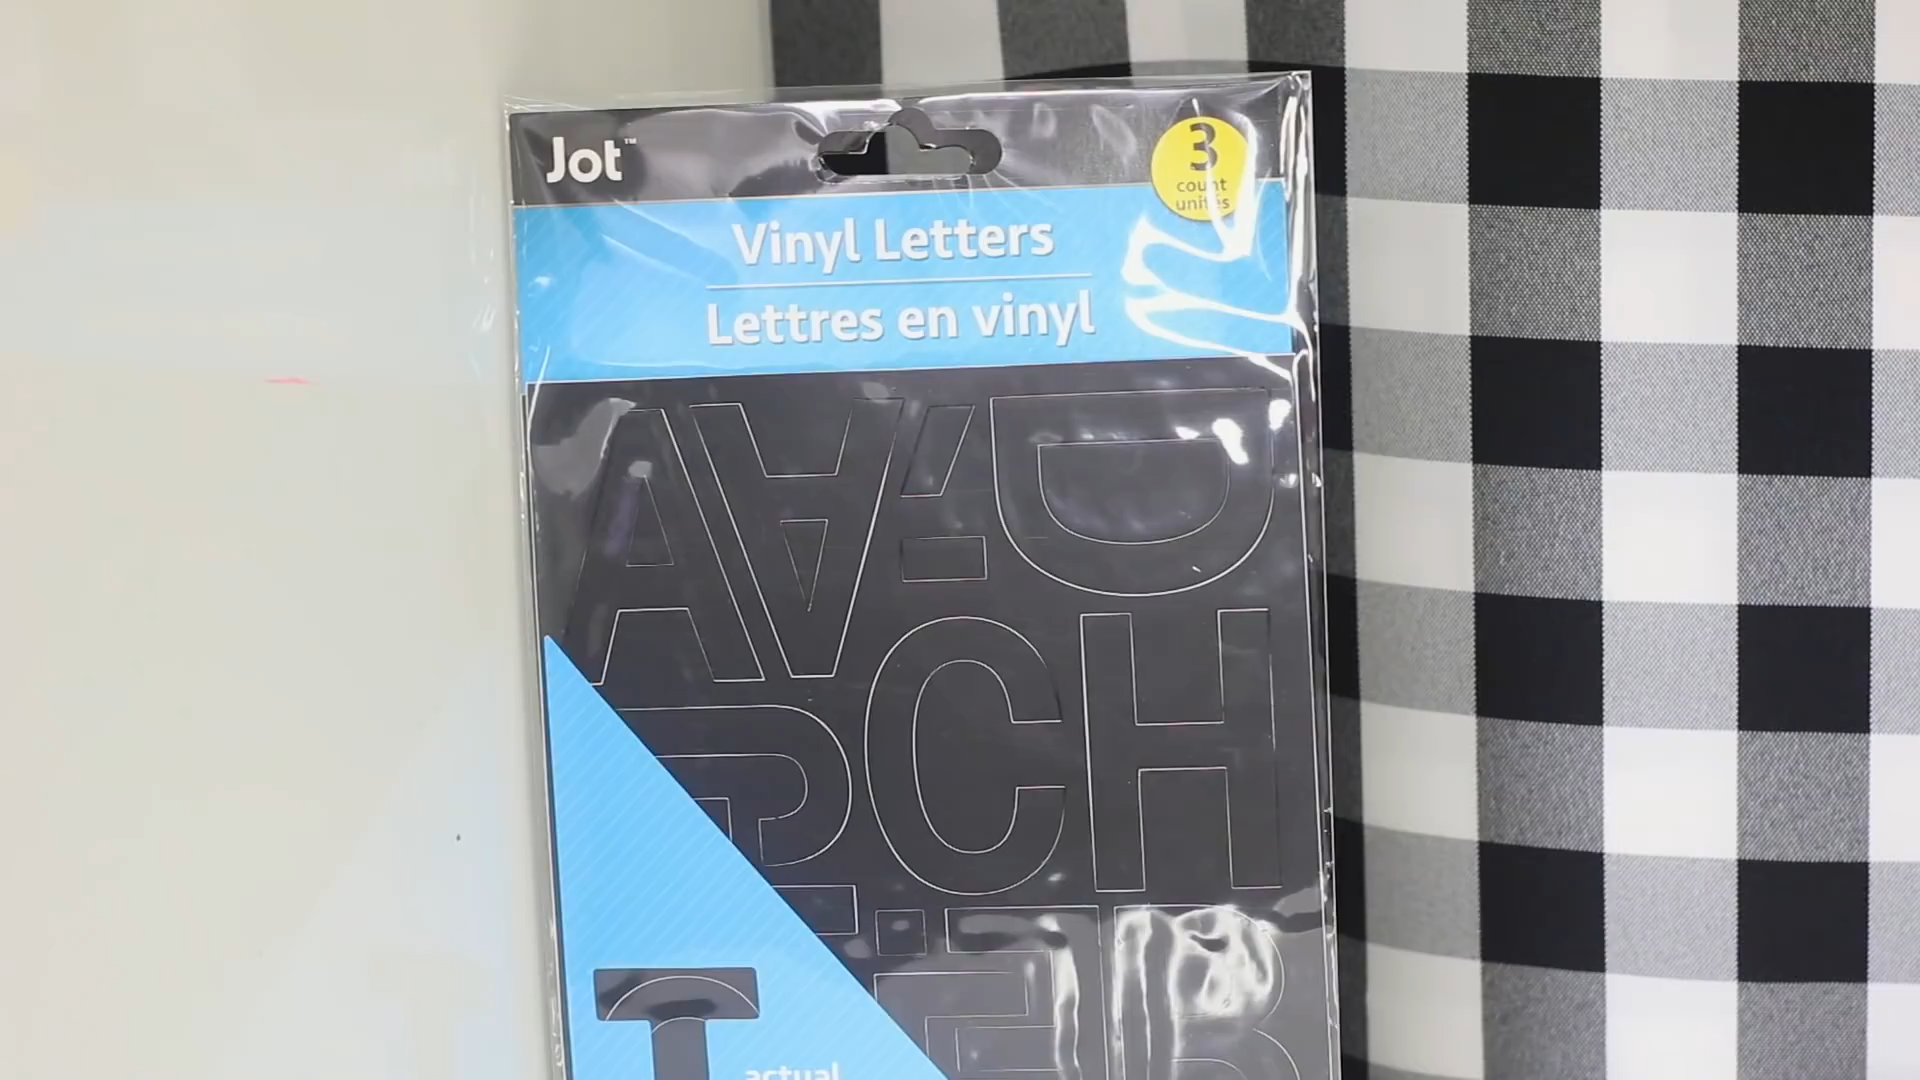 Jot™
3
count
unités
Vinyl Letters
Lettres en vinyl
A A ' D
C H
B
T
actual